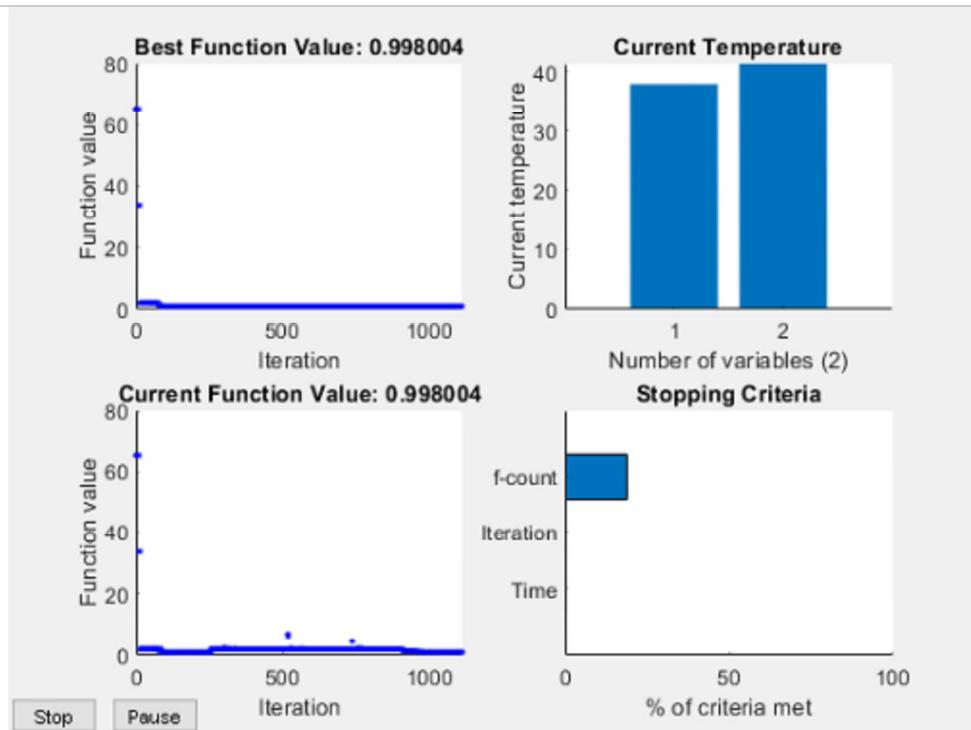 Best Function Value: 0.998004
80
60
40
20
0
Function value
0 500 1000
Iteration
Current Temperature
40
30
20
10
0
Current temperature
1 2
Number of variables (2)
Current Function Value: 0.998004
80
60
40
20
0
Function value
0 500 1000
Iteration
Stopping Criteria
f-count
Iteration
Time
0 50 100
% of criteria met
Stop Pause